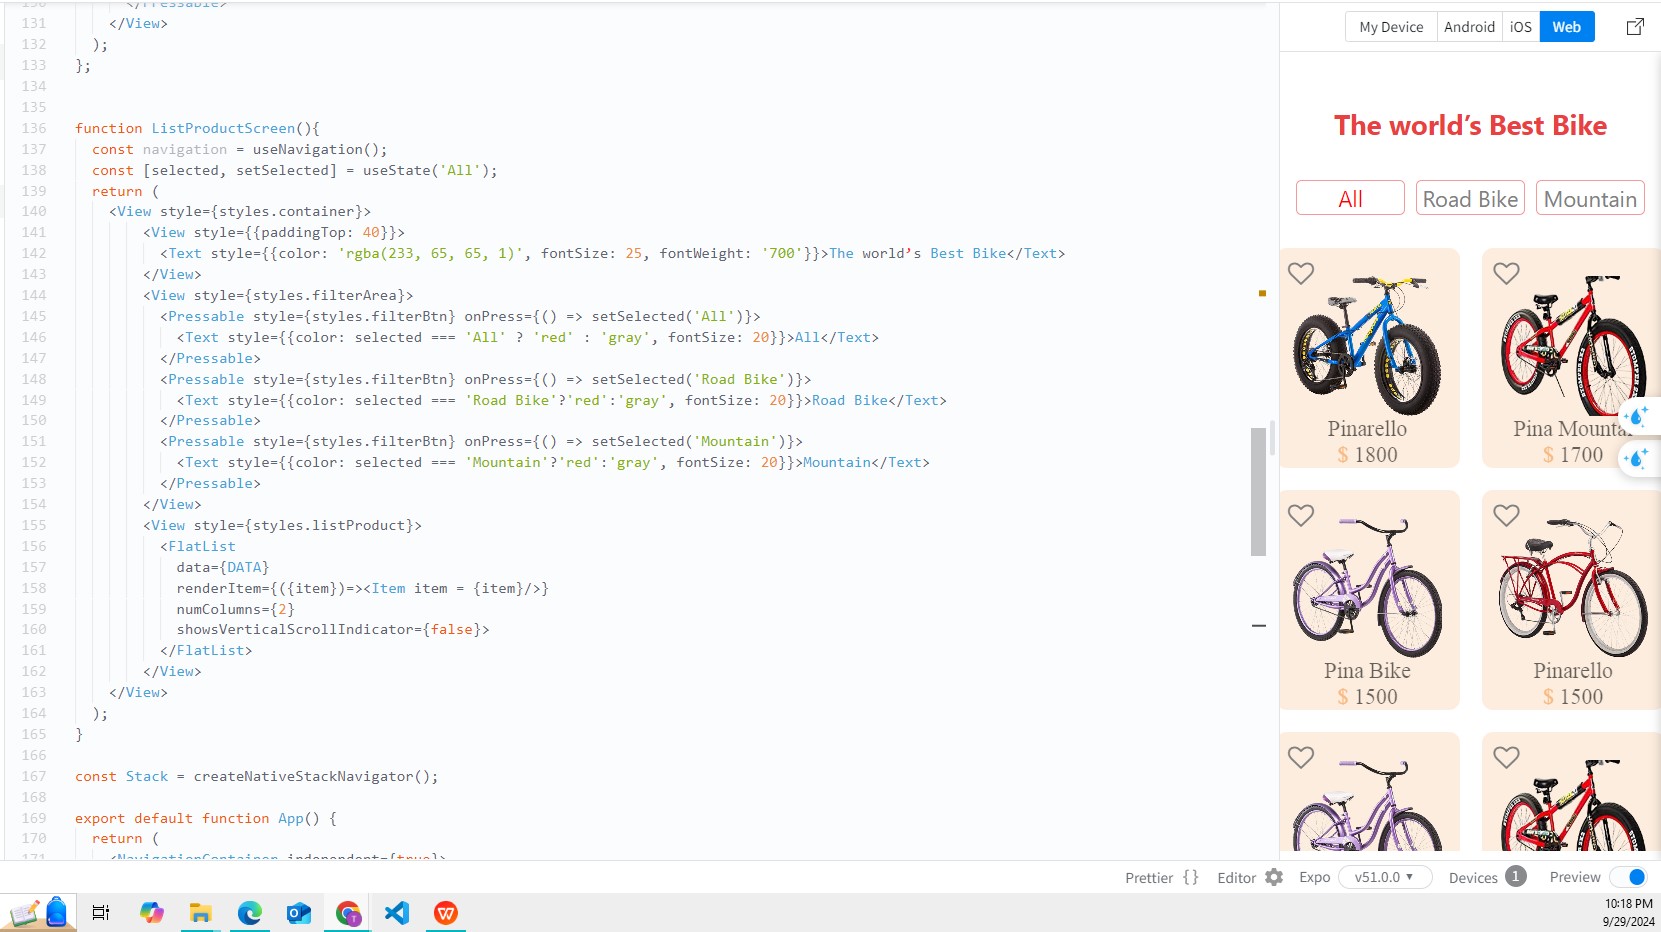 130 </Pressable>
131 </View>
132 );
133 };
134
135
136 function ListProductScreen(){
137 const navigation = useNavigation();
138 const [selected, setSelected] = useState('All');
139 return (
140 <View style={styles.container}>
141 <View style={{paddingTop: 40}}>
142 <Text style={{color: 'rgba(233, 65, 65, 1)', fontSize: 25, fontWeight: '700'}}>The world’s Best Bike</Text>
143 </View>
144 <View style={styles.filterArea}>
145 <Pressable style={styles.filterBtn} onPress={() => setSelected('All')}>
146 <Text style={{color: selected === 'All' ? 'red' : 'gray', fontSize: 20}}>All</Text>
147 </Pressable>
148 <Pressable style={styles.filterBtn} onPress={() => setSelected('Road Bike')}>
149 <Text style={{color: selected === 'Road Bike'?'red':'gray', fontSize: 20}}>Road Bike</Text>
150 </Pressable>
151 <Pressable style={styles.filterBtn} onPress={() => setSelected('Mountain')}>
152 <Text style={{color: selected === 'Mountain'?'red':'gray', fontSize: 20}}>Mountain</Text>
153 </Pressable>
154 </View>
155 <View style={styles.listProduct}>
156 <FlatList
157 data={DATA}
158 renderItem={({item})=><Item item = {item}/>}
159 numColumns={2}
160 showsVerticalScrollIndicator={false}>
161 </FlatList>
162 </View>
163 </View>
164 );
165 }
166
167 const Stack = createNativeStackNavigator();
168
169 export default function App() {
170 return (
171 <NavigationContainer independent={true}>
My Device Android iOS Web
The world’s Best Bike
All Road Bike Mountain
Pinarello Pina Mounta
$ 1800 $ 1700
Pina Bike Pinarello
$ 1500 $ 1500
Prettier {} Editor Expo v51.0.0 Devices 1 Preview
10:18 PM
9/29/2024